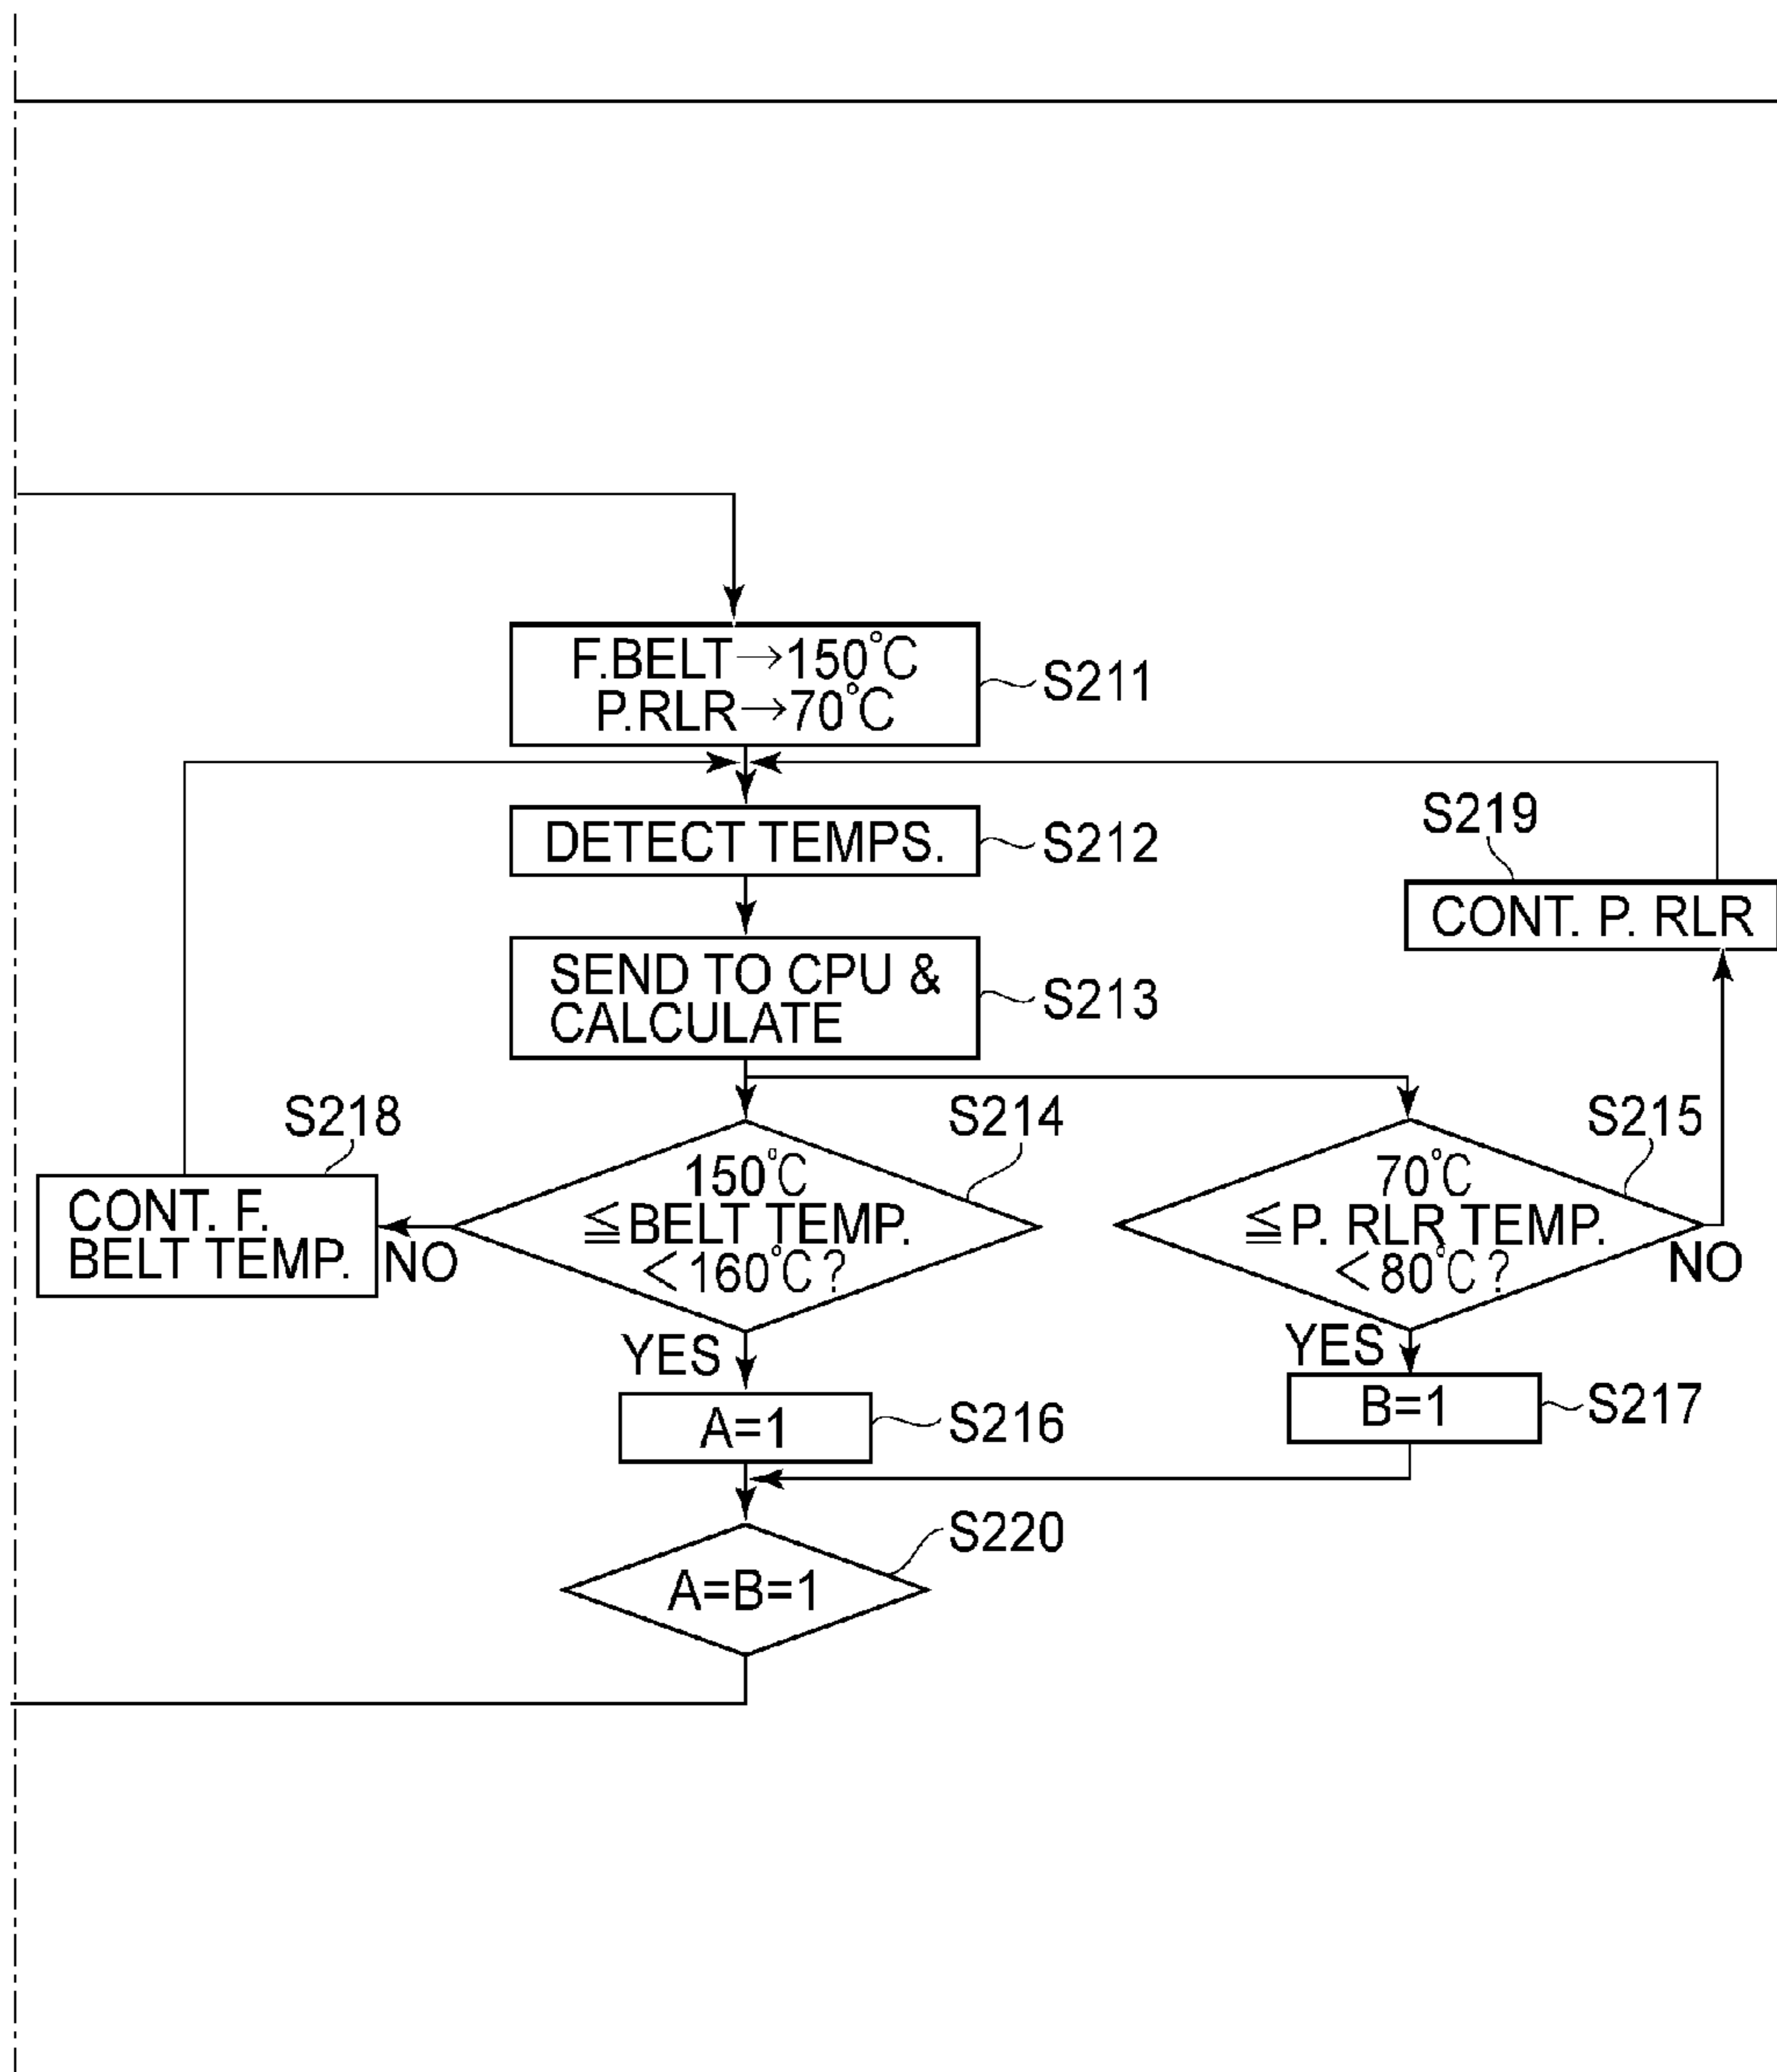 F.BELT→150°C
P.RLR→70°C
S211
DETECT TEMPS.
S212
S219
CONT. P. RLR
SEND TO CPU &
CALCULATE
S213
S218
CONT. F.
BELT TEMP.
NO
S214
150°C
≦BELT TEMP.
<160°C?
YES
S215
70°C
≦P. RLR TEMP.
<80°C?
NO
YES
A=1
S216
B=1
S217
S220
A=B=1